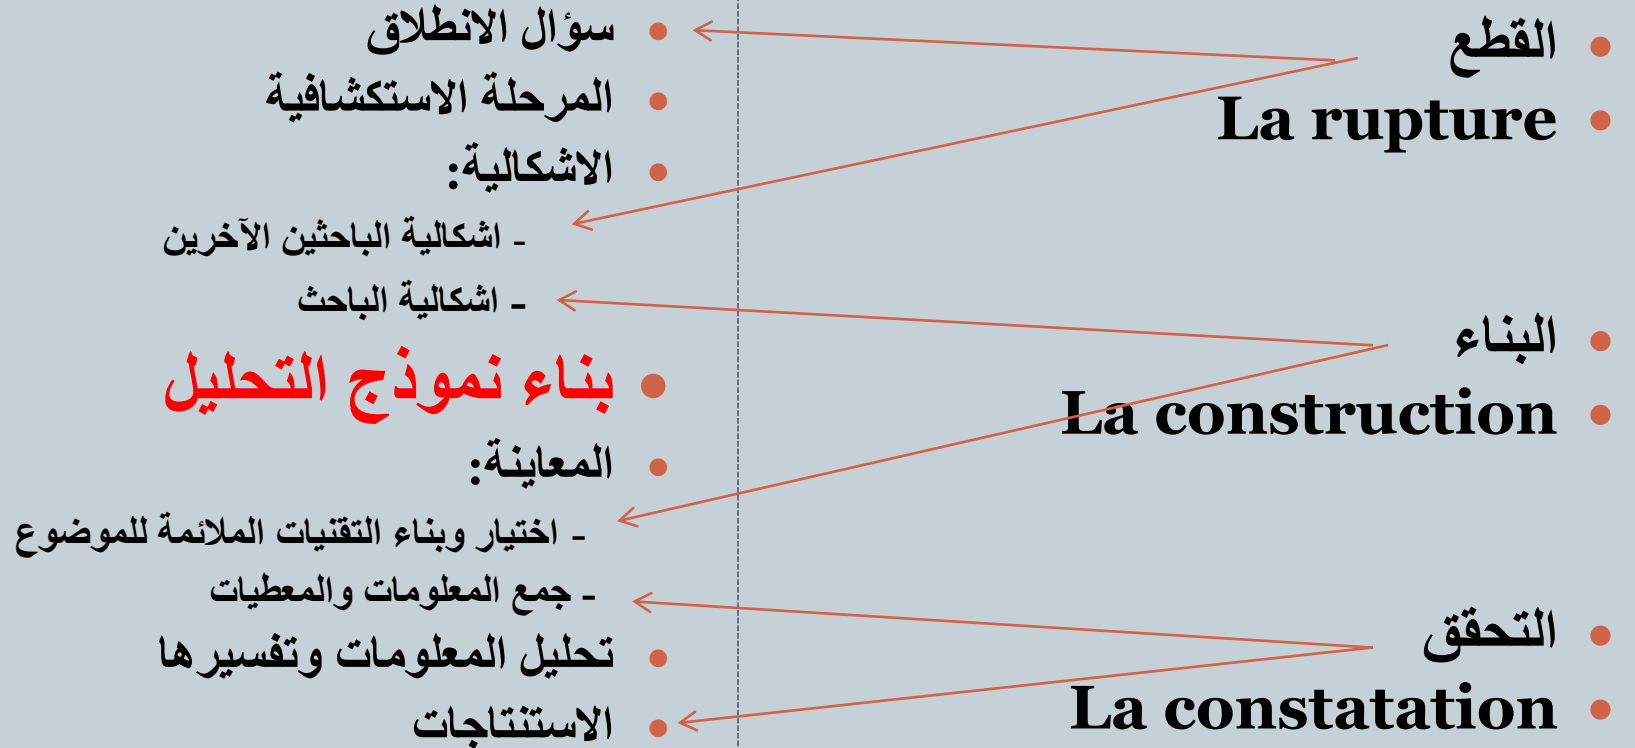 القطع
La rupture
البناء
La construction
التحقق
La constatation
سؤال الانطلاق
المرحلة الاستكشافية
الاشكالية:
- اشكالية الباحثين الآخرين
- اشكالية الباحث
بناء نموذج التحليل
المعاينة:
- اختيار وبناء التقنيات الملائمة للموضوع
- جمع المعلومات والمعطيات
تحليل المعلومات وتفسيرها
الاستنتاجات